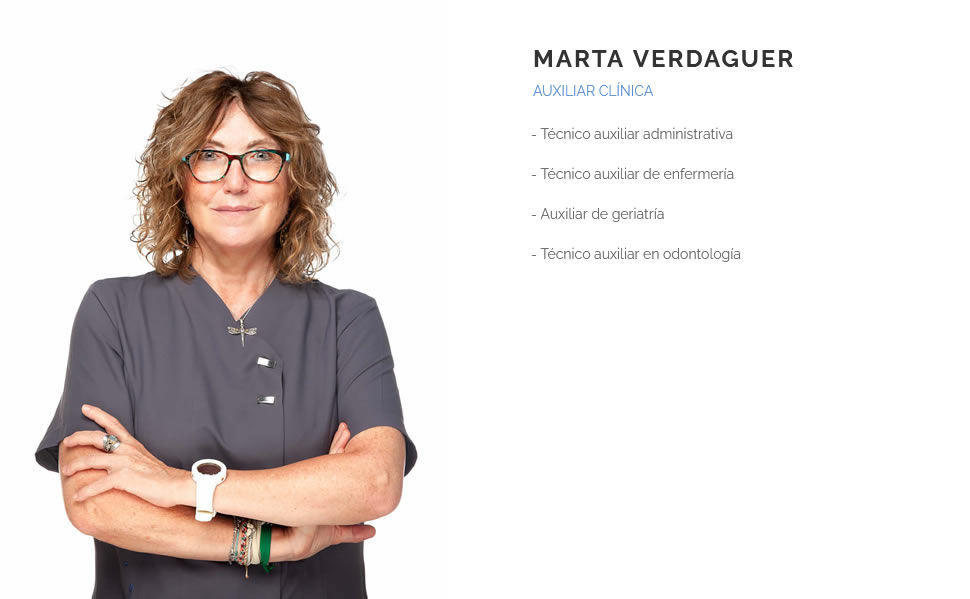 MARTA VERDAGUER
AUXILIAR CLÍNICA
- Técnico auxiliar administrativa
- Técnico auxiliar de enfermería
- Auxiliar de geriatría
- Técnico auxiliar en odontología